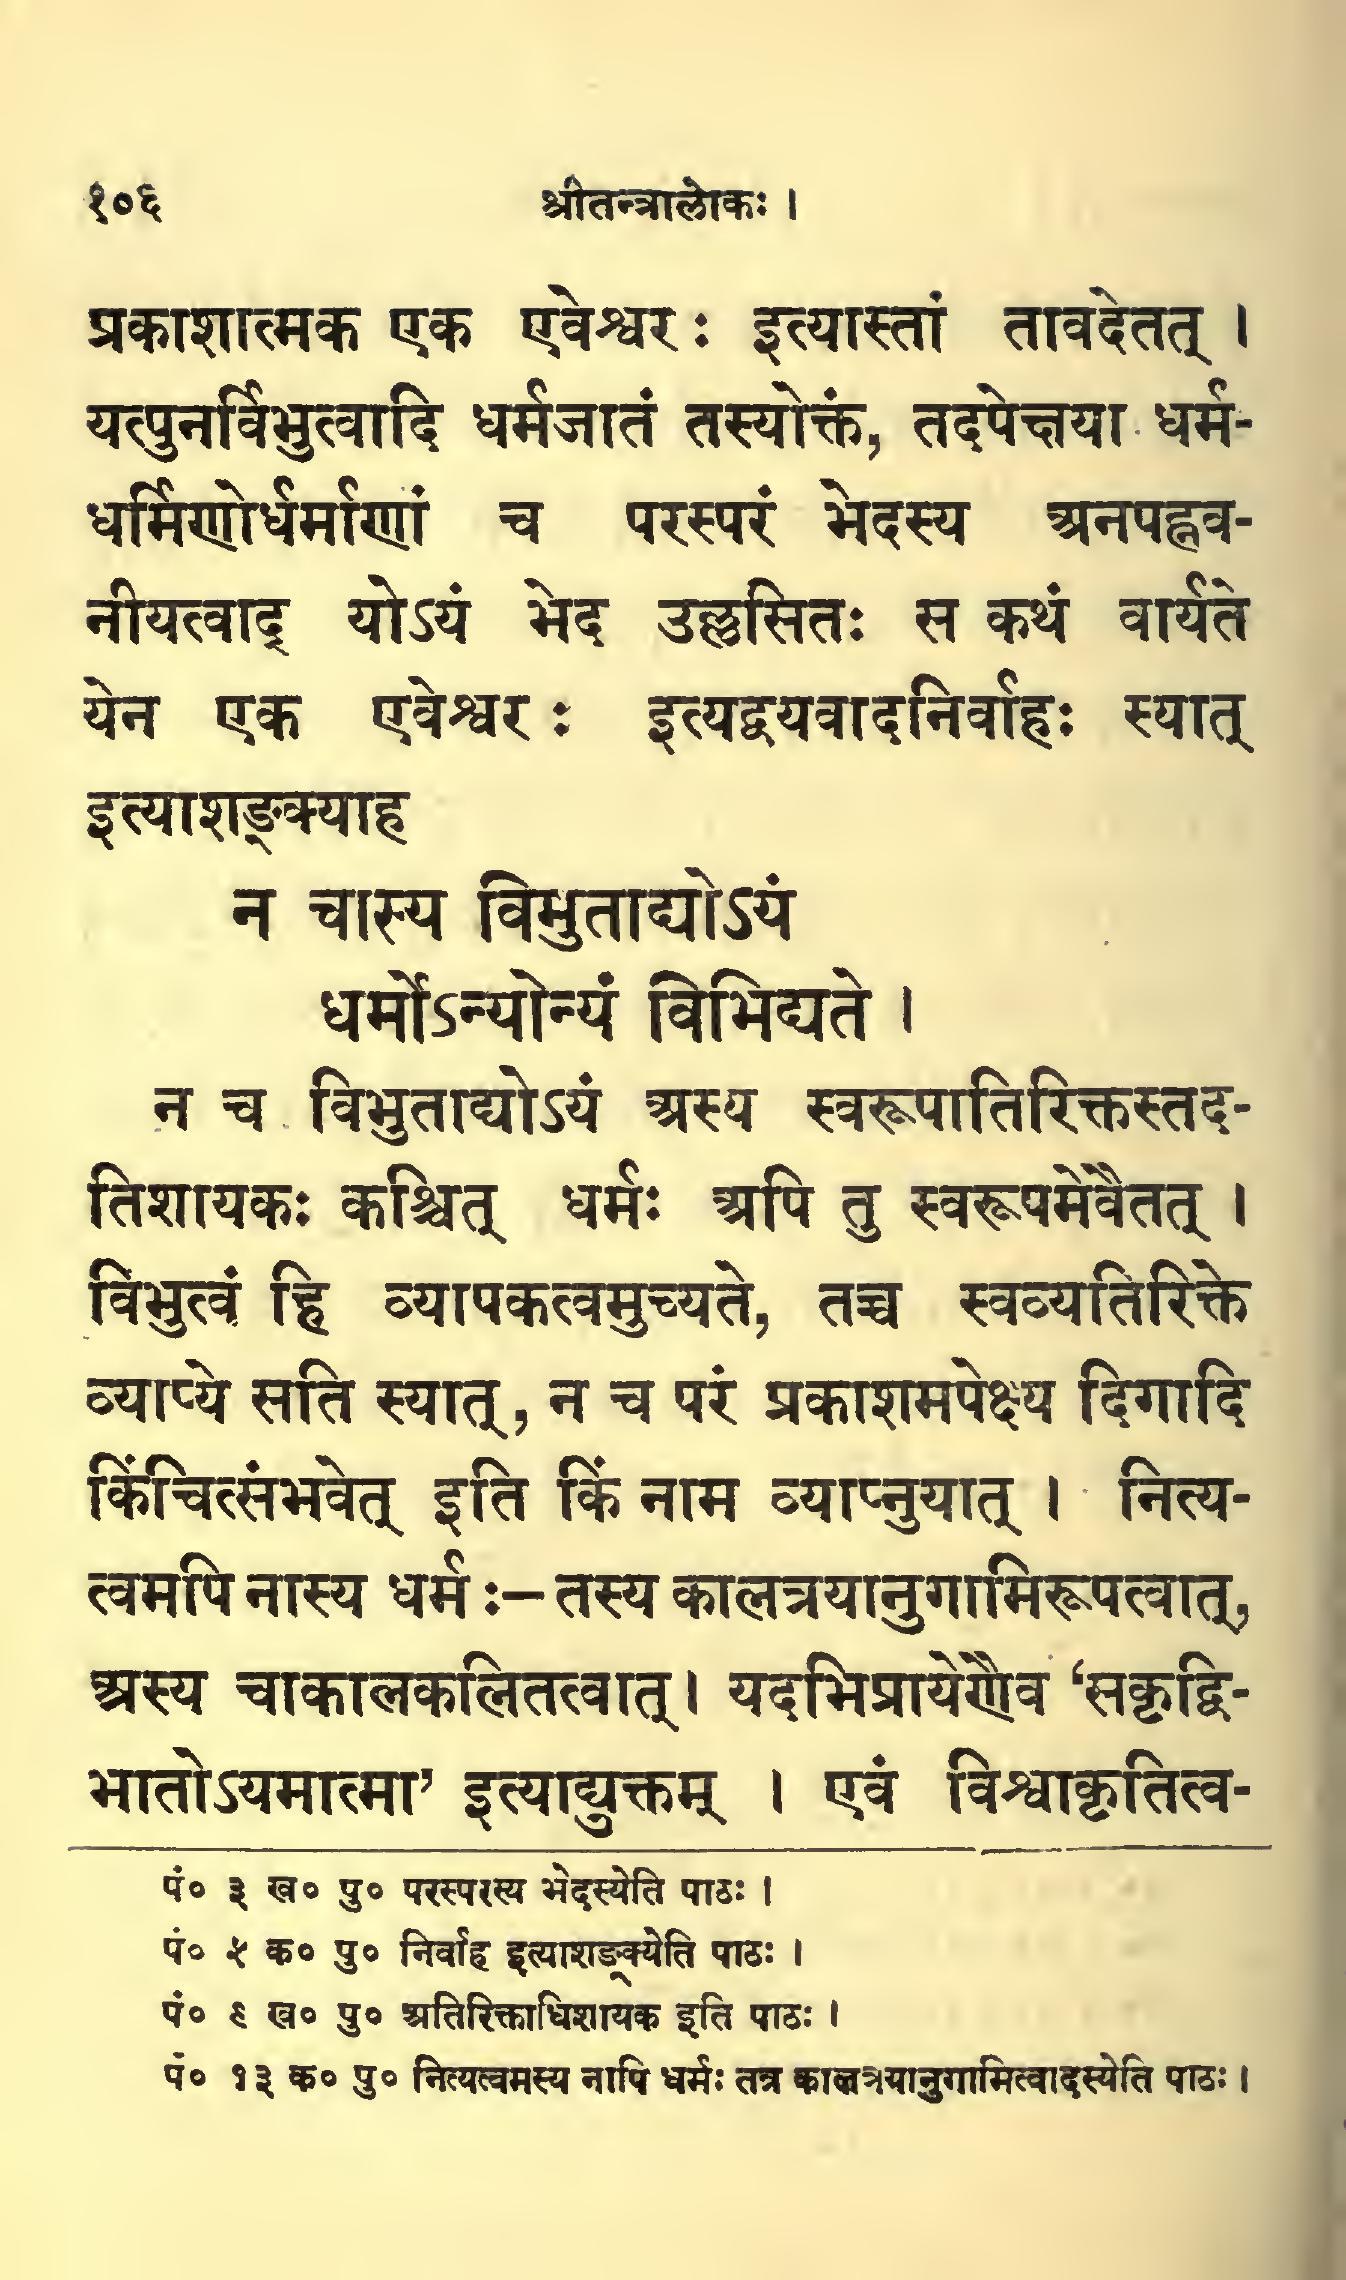 १०६ श्रीतन्त्रालोकः ।
प्रकाशात्मक एक एवेश्वरः इत्यास्तां तावदेतत् ।
यत्पुनर्विभुत्वादि धर्मजातं तस्योक्तं, तदपेक्षया धर्म-
धर्मिणोर्धर्माणां च परस्परं भेदस्य अनपह्नव-
नीयत्वाद् योऽयं भेद उल्लसितः स कथं वार्यते
येन एक एवेश्वरः इत्यद्वयवादनिर्वाहः स्यात्
इत्याशङ्क्याह
न चास्य विभुताद्योऽयं
धर्मोऽन्योन्यं विभिद्यते ।
न च विभुताद्योऽयं अस्य स्वरूपातिरिक्तस्तद-
तिशायकः कश्चित् धर्मः अपि तु स्वरूपमेवैतत् ।
विभुत्वं हि व्यापकत्वमुच्यते, तच्च स्वव्यतिरिक्ते
व्याप्ये सति स्यात्, न च परं प्रकाशमपेक्ष्य दिगादि
किंचित्संभवेत् इति किं नाम व्याप्नुयात् । नित्य-
त्वमपि नास्य धर्मः—तस्य कालत्रयानुगामिरूपत्वात्,
अस्य चाकालकलितत्वात्। यदभिप्रायेणैव ‘सकृद्वि-
भातोऽयमात्मा’ इत्याद्युक्तम् । एवं विश्वाकृतित्व-
पं० ३ ख० पु० परस्परस्य भेदस्येति पाठः ।
पं० ५ क० पु० निर्वाह इत्याशङ्क्येति पाठः ।
पं० ९ ख० पु० अतिरिक्ताधिशायक इति पाठः ।
पं० १३ क० पु० नित्यत्वमस्य नापि धर्मः तत्र कालत्रयानुगामित्वादस्येति पाठः ।